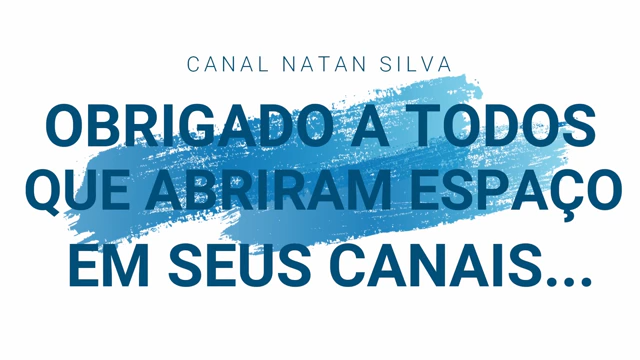 CANAL NATAN SILVA
OBRIGADO A TODOS
QUE ABRIRAM ESPAÇO
EM SEUS CANAIS...